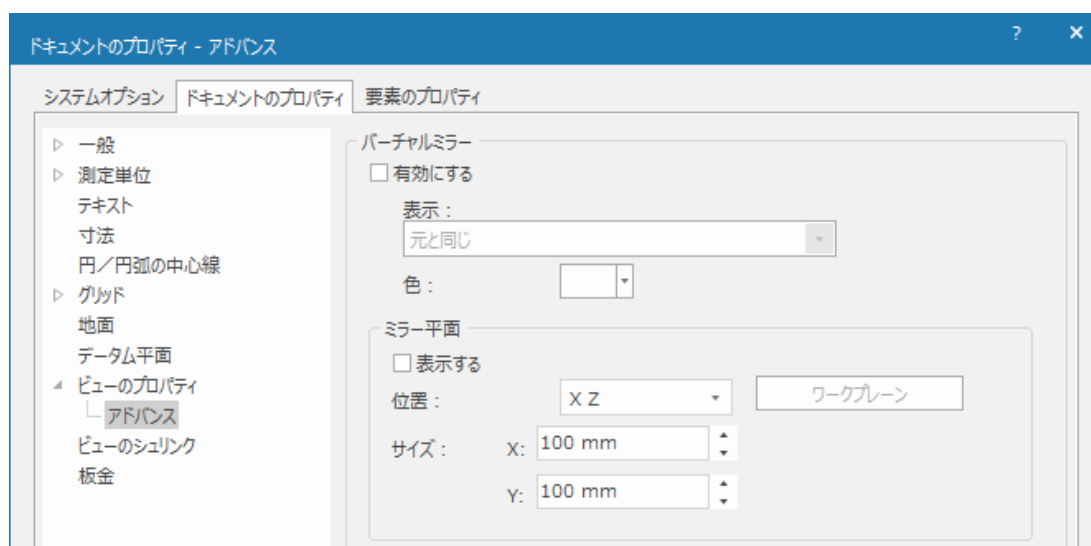 ドキュメントのプロパティ - アドバンス ? ×
システムオプション ドキュメントのプロパティ 要素のプロパティ
一般
測定単位
テキスト
寸法
円／円弧の中心線
グリッド
地面
データム平面
ビューのプロパティ
アドバンス
ビューのシュリンク
板金
バーチャルミラー
有効にする
表示：
元と同じ
色：
ミラー平面
表示する
位置： X Z ワークプレーン
サイズ： X: 100 mm
Y: 100 mm